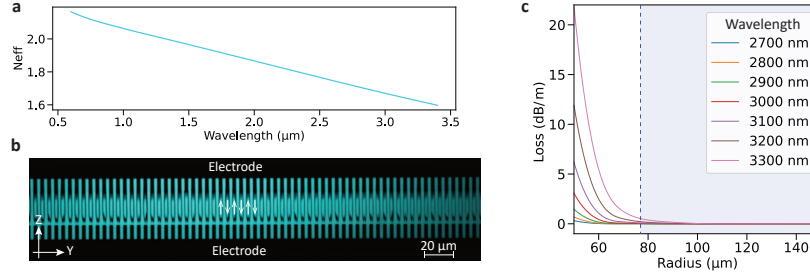 a
Neff
2.0
1.8
1.6
0.5
1.0
1.5
2.0
2.5
3.0
3.5
Wavelength (μm)
b
Electrode
Z
Y
Electrode
20 μm
c
Loss (dB/m)
20
15
10
5
0
60
80
100
120
140
Radius (μm)
Wavelength
2700 nm
2800 nm
2900 nm
3000 nm
3100 nm
3200 nm
3300 nm